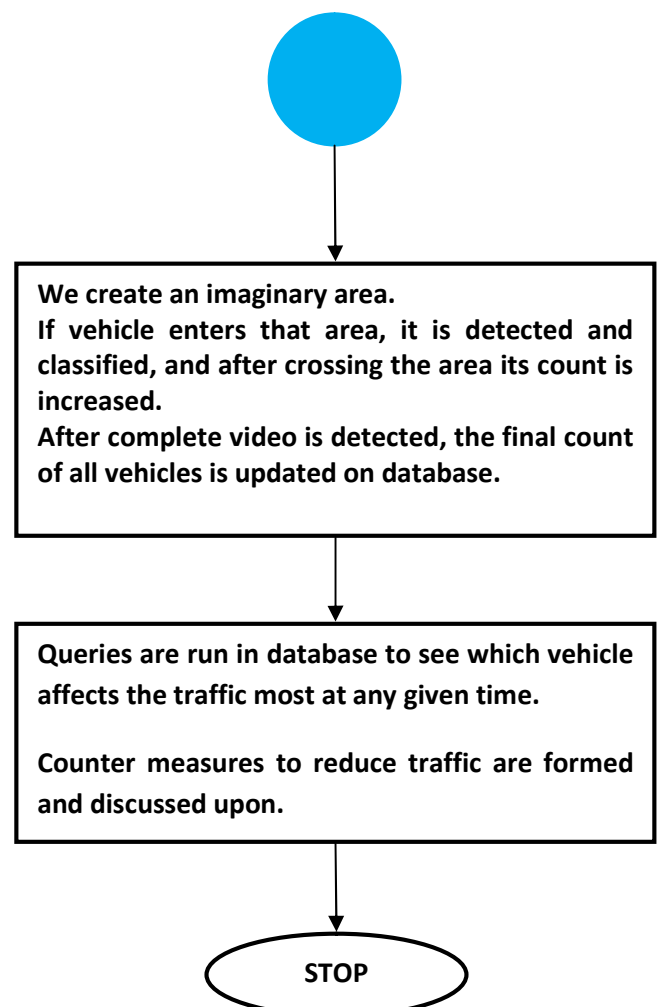 We create an imaginary area.
If vehicle enters that area, it is detected and
classified, and after crossing the area its count is
increased.
After complete video is detected, the final count
of all vehicles is updated on database.
Queries are run in database to see which vehicle
affects the traffic most at any given time.
Counter measures to reduce traffic are formed
and discussed upon.
STOP